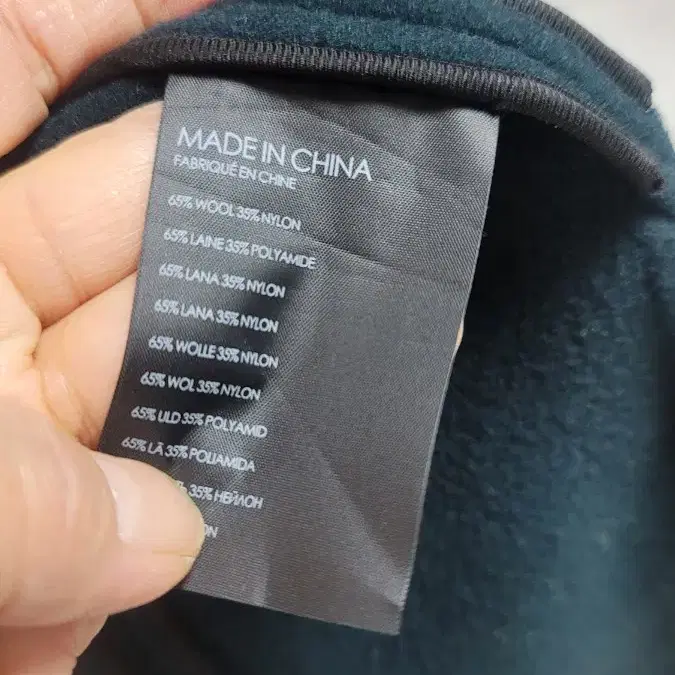 MADE IN CHINA
FABRIQUÉ EN CHINE
65% WOOL 35% NYLON
65% LAINE 35% POLYAMIDE
65% LANA 35% NYLON
65% LANA 35% NYLON
65% WOLLE 35% NYLON
65% WOL 35% NYLON
65% ULD 35% POLYAMID
65% LÃ 35% POLIAMIDA
35% НЕЙЛОН